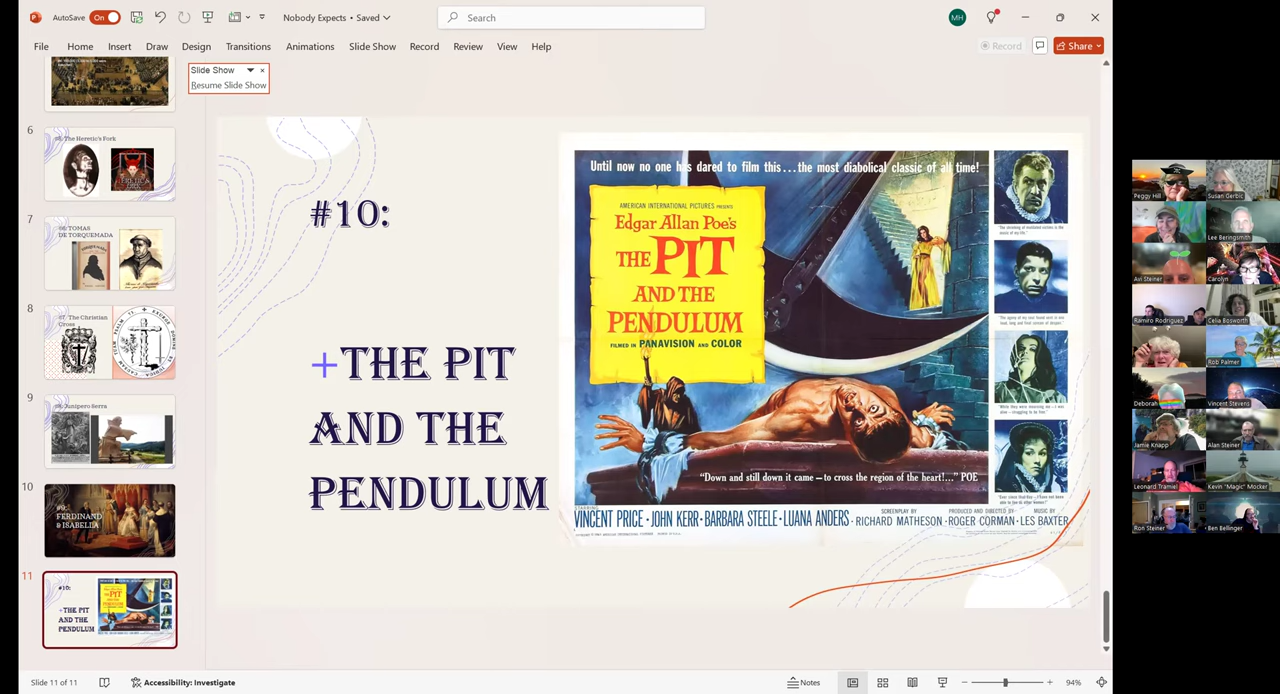 AutoSave
On
Nobody Expects • Saved
Search
MH
File Home Insert Draw Design Transitions Animations Slide Show Record Review View Help
Record
Share
Slide Show
Resume Slide Show
6
#5: The Heretic's Fork
7
TOMAS
DE TORQUEMADA
8
#7: The Christian
Cross
9
#8: Junipero Serra
10
FERDINAND
& ISABELLA
11
#10:
+THE PIT
AND THE
PENDULUM
#10:
+THE PIT
AND THE
PENDULUM
Until now no one has dared to film this...the most diabolical classic of all time!
AMERICAN INTERNATIONAL PICTURES PRESENTS
Edgar Allan Poe's
THE PIT
AND THE
PENDULUM
FILMED IN PANAVISION AND COLOR
"Down and still down it came—to cross the region of the heart!..." POE
STARRING
VINCENT PRICE • JOHN KERR • BARBARA STEELE • LUANA ANDERS •
SCREENPLAY BY
RICHARD MATHESON •
PRODUCED AND DIRECTED BY
ROGER CORMAN •
MUSIC BY
LES BAXTER
Peggy Hill
Susan Gerbic
Lee Beringsmith
Avi Steiner
Carolyn
Ramiro Rodriguez
Celia Bosworth
Rob Palmer
Deborah
Vincent Stevens
Jamie Knapp
Alan Steiner
Leonard Tramiel
Kevin "Magic" Mocker
Ron Steiner
Ben Bellinger
Slide 11 of 11
Accessibility: Investigate
Notes
94%